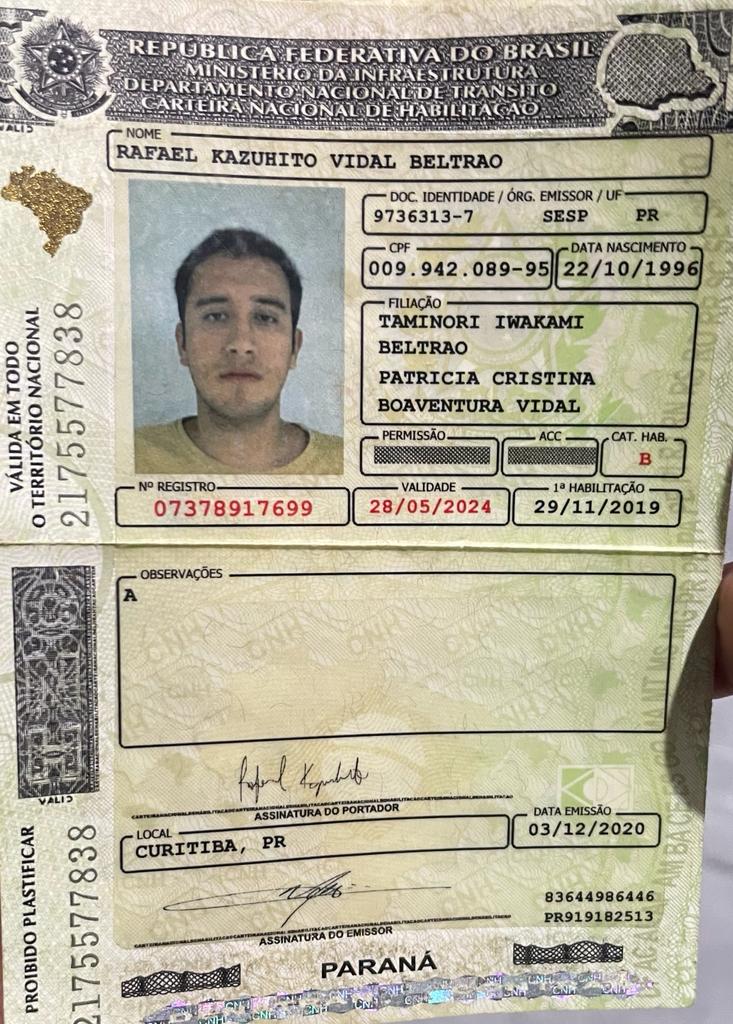 REPÚBLICA FEDERATIVA DO BRASIL
MINISTÉRIO DA INFRAESTRUTURA
DEPARTAMENTO NACIONAL DE TRÂNSITO
CARTEIRA NACIONAL DE HABILITAÇÃO
NOME
RAFAEL KAZUHITO VIDAL BELTRAO
DOC. IDENTIDADE / ÓRG. EMISSOR / UF
9736313-7 SESP PR
CPF
009.942.089-95
DATA NASCIMENTO
22/10/1996
FILIAÇÃO
TAMINORI IWAKAMI
BELTRAO
PATRICIA CRISTINA
BOAVENTURA VIDAL
PERMISSÃO
ACC
CAT. HAB.
B
Nº REGISTRO
07378917699
VALIDADE
28/05/2024
1ª HABILITAÇÃO
29/11/2019
VÁLIDA EM TODO
O TERRITÓRIO NACIONAL
2175577838
OBSERVAÇÕES
A
ASSINATURA DO PORTADOR
LOCAL
CURITIBA, PR
DATA EMISSÃO
03/12/2020
83644986446
PR919182513
ASSINATURA DO EMISSOR
PARANÁ
PROIBIDO PLASTIFICAR
2175577838